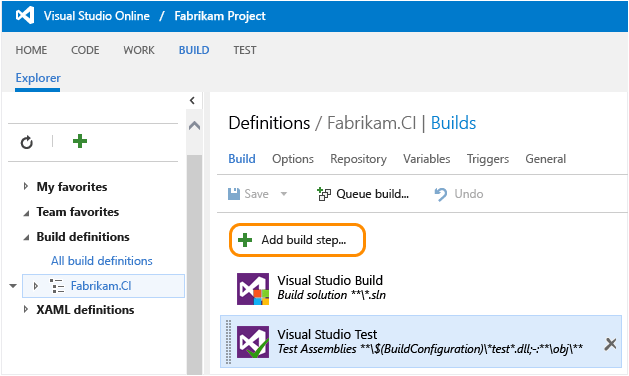 Visual Studio Online / Fabrikam Project
HOME CODE WORK BUILD TEST
Explorer
Definitions / Fabrikam.CI | Builds
Build Options Repository Variables Triggers General
Save Queue build... Undo
My favorites
Team favorites
Build definitions
All build definitions
Fabrikam.CI
XAML definitions
Add build step...
Visual Studio Build
Build solution **\*.sln
Visual Studio Test
Test Assemblies **\$(BuildConfiguration)\*test*.dll;-:**\obj\**